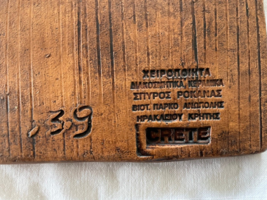 ΧΕΙΡΟΠΟΙΗΤΑ
ΔΙΑΚΟΣΜΗΤΙΚΑ, ΚΕΡΑΜΙΚΑ
ΣΠΥΡΟΣ ΡΟΚΑΝΑΣ
ΒΙΟΤ. ΠΑΡΚΟ ΑΝΩΠΟΛΗΣ
ΗΡΑΚΛΕΙΟΥ ΚΡΗΤΗΣ
CRETE
39